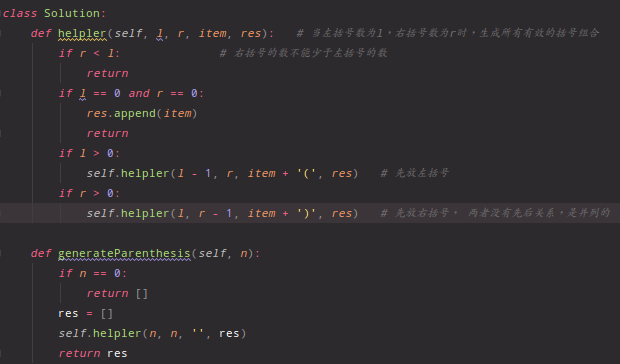 class Solution:
    def helpler(self, l, r, item, res):    # 当左括号数为l，右括号数为r时，生成所有有效的括号组合
        if r < l:               # 右括号的数不能少于左括号的数
            return
        if l == 0 and r == 0:
            res.append(item)
            return
        if l > 0:
            self.helpler(l - 1, r, item + '(', res)   # 先放左括号
        if r > 0:
            self.helpler(l, r - 1, item + ')', res)   # 先放右括号， 两者没有先后关系，是并列的
    def generateParenthesis(self, n):
        if n == 0:
            return []
        res = []
        self.helpler(n, n, '', res)
        return res